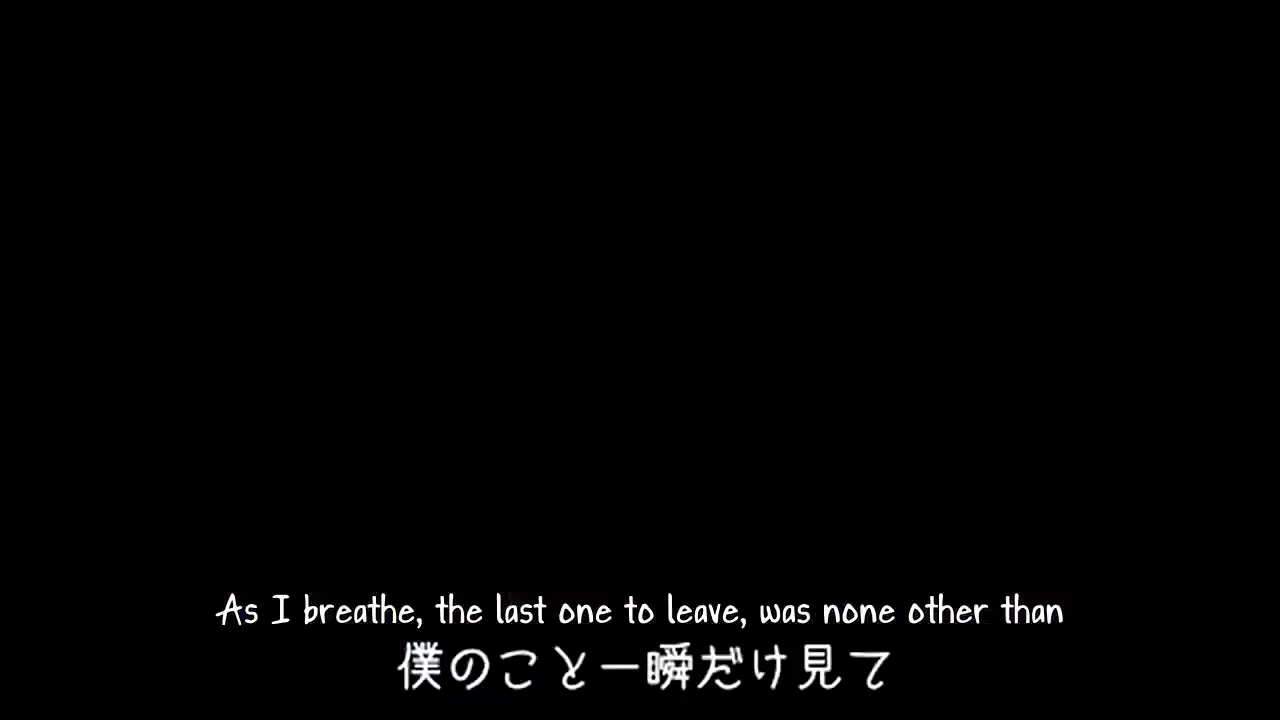 As I breathe, the last one to leave, was none other than
僕のこと一瞬だけ見て